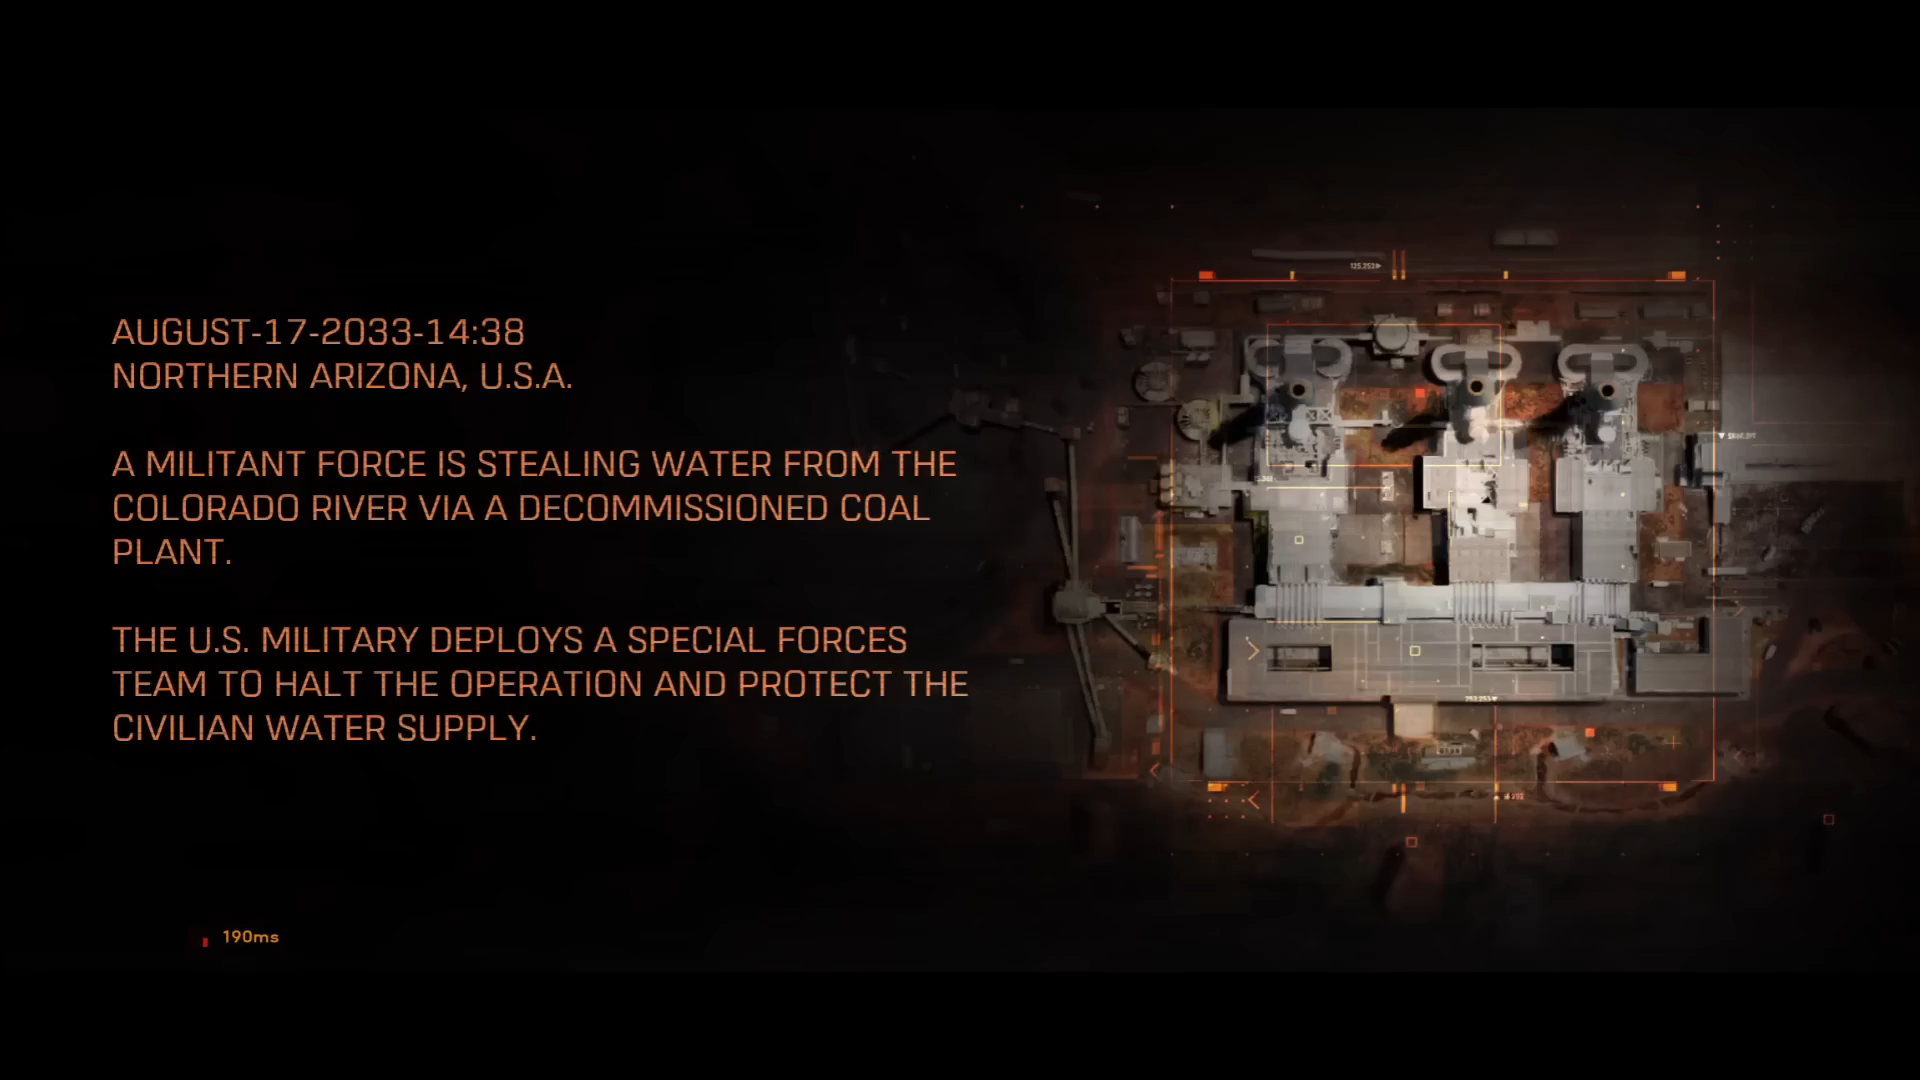 AUGUST-17-2033-14:38
NORTHERN ARIZONA, U.S.A.
A MILITANT FORCE IS STEALING WATER FROM THE
COLORADO RIVER VIA A DECOMMISSIONED COAL
PLANT.
THE U.S. MILITARY DEPLOYS A SPECIAL FORCES
TEAM TO HALT THE OPERATION AND PROTECT THE
CIVILIAN WATER SUPPLY.
190ms